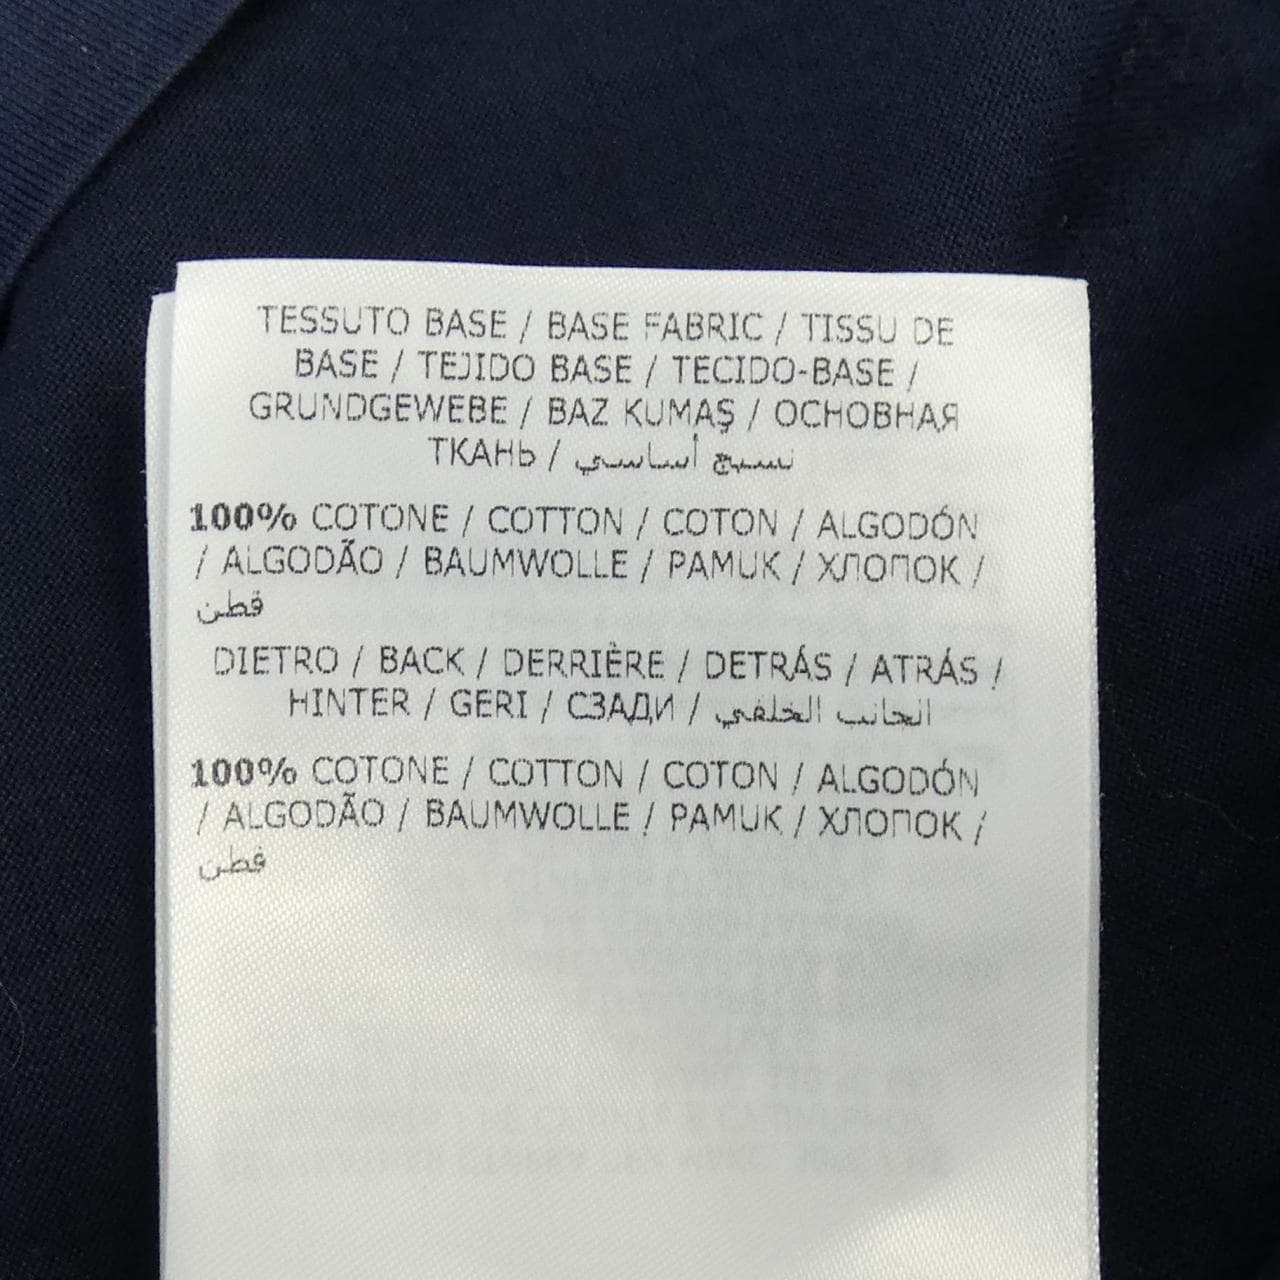 TESSUTO BASE / BASE FABRIC / TISSU DE
BASE / TEJIDO BASE / TECIDO-BASE /
GRUNDGEWEBE / BAZ KUMAŞ / ОСНОВНАЯ
ТКАНЬ / نسيج أساسي
100% COTONE / COTTON / COTON / ALGODÓN
/ ALGODÃO / BAUMWOLLE / PAMUK / ХЛОПОК /
قطن
DIETRO / BACK / DERRIÈRE / DETRÁS / ATRÁS /
HINTER / GERI / СЗАДИ / الجانب الخلفي
100% COTONE / COTTON / COTON / ALGODÓN
/ ALGODÃO / BAUMWOLLE / PAMUK / ХЛОПОК /
قطن